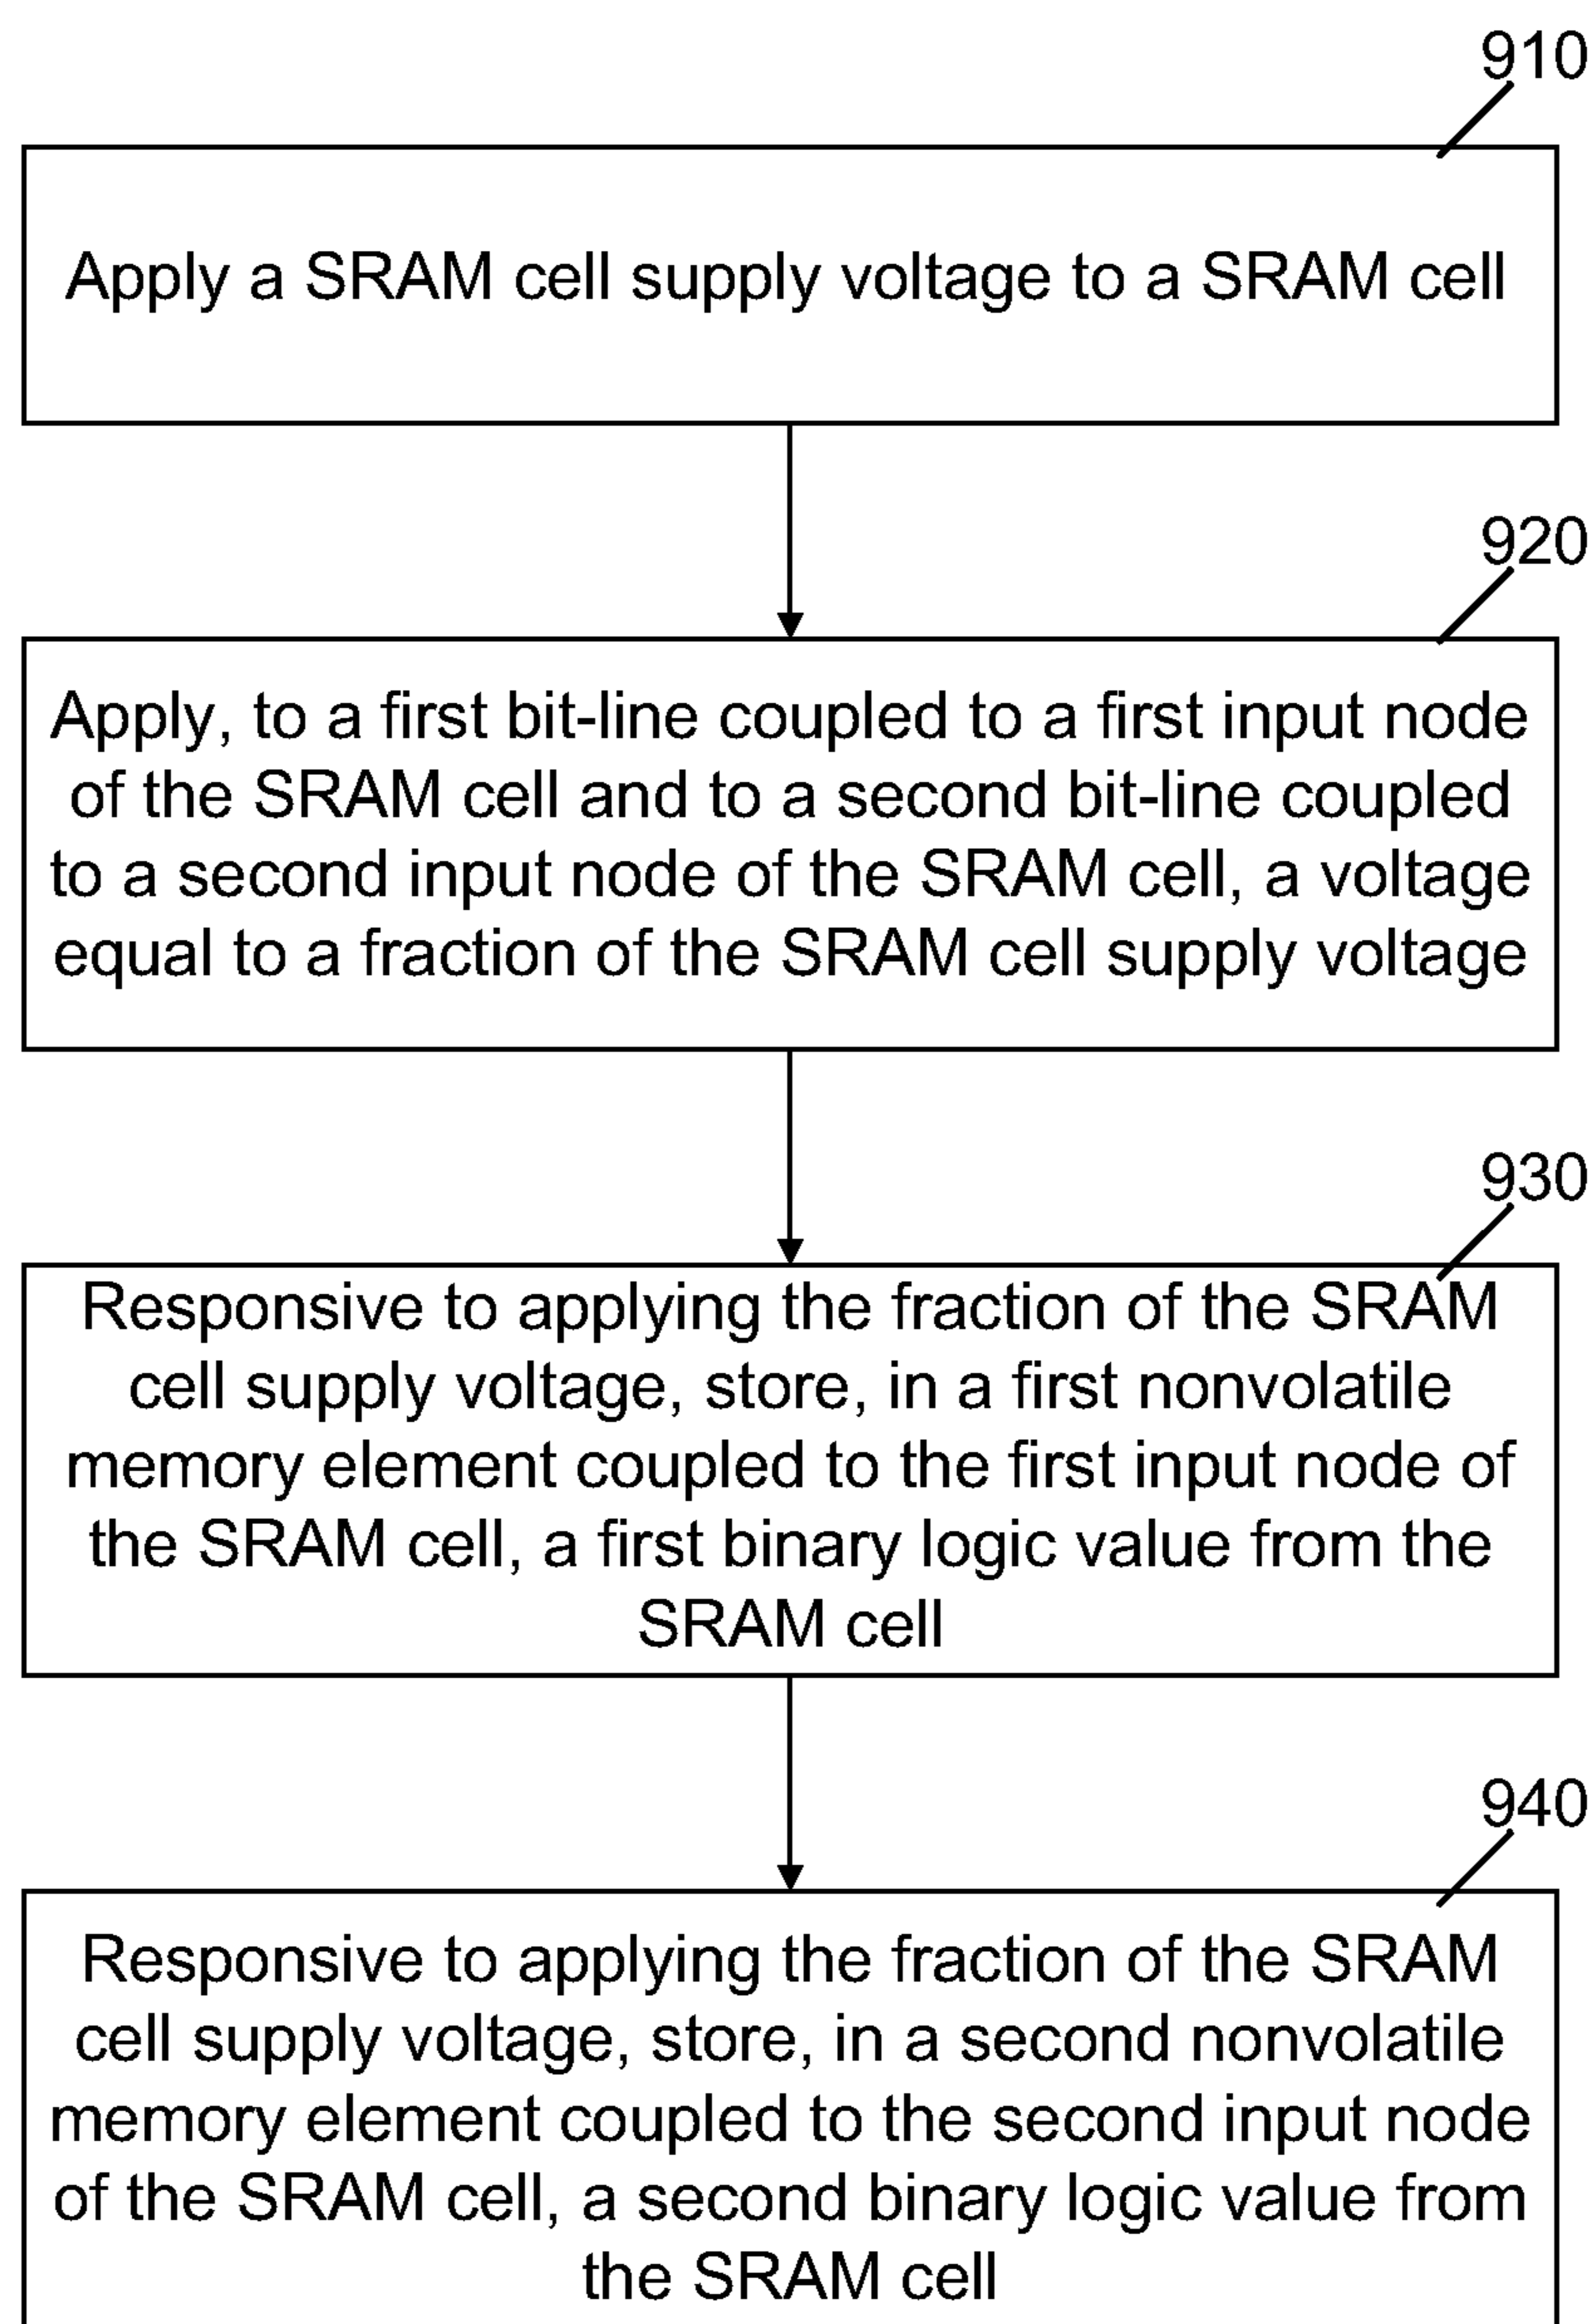 910
Apply a SRAM cell supply voltage to a SRAM cell
920
Apply, to a first bit-line coupled to a first input node
of the SRAM cell and to a second bit-line coupled
to a second input node of the SRAM cell, a voltage
equal to a fraction of the SRAM cell supply voltage
930
Responsive to applying the fraction of the SRAM
cell supply voltage, store, in a first nonvolatile
memory element coupled to the first input node of
the SRAM cell, a first binary logic value from the
SRAM cell
940
Responsive to applying the fraction of the SRAM
cell supply voltage, store, in a second nonvolatile
memory element coupled to the second input node
of the SRAM cell, a second binary logic value from
the SRAM cell